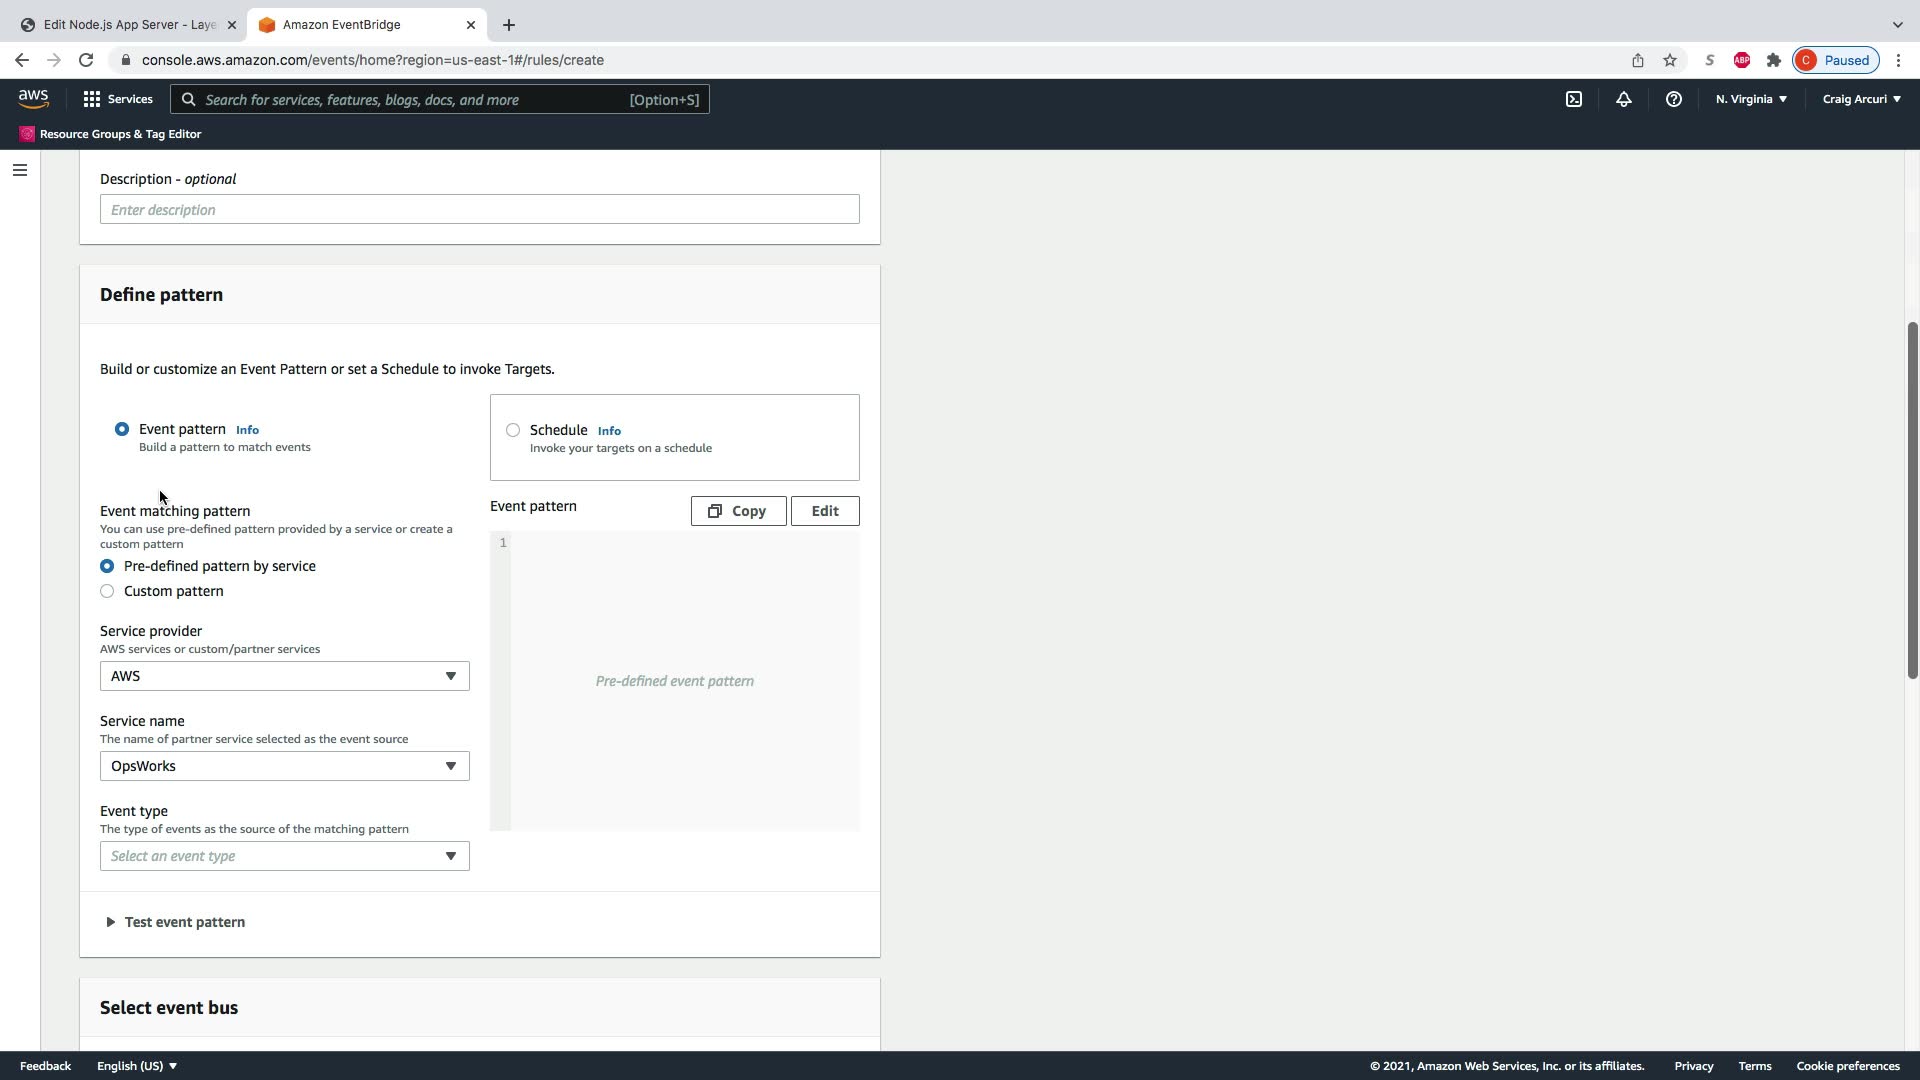 Edit Node.js App Server - Laye
Amazon EventBridge
console.aws.amazon.com/events/home?region=us-east-1#/rules/create
S
ABP
C Paused
aws
Services
Search for services, features, blogs, docs, and more [Option+S]
N. Virginia
Craig Arcuri
Resource Groups & Tag Editor
Description - optional
Enter description
Define pattern
Build or customize an Event Pattern or set a Schedule to invoke Targets.
Event pattern Info
Build a pattern to match events
Schedule Info
Invoke your targets on a schedule
Event matching pattern
You can use pre-defined pattern provided by a service or create a
custom pattern
Pre-defined pattern by service
Custom pattern
Service provider
AWS services or custom/partner services
AWS
Service name
The name of partner service selected as the event source
OpsWorks
Event type
The type of events as the source of the matching pattern
Select an event type
Event pattern
Copy
Edit
1
Pre-defined event pattern
Test event pattern
Select event bus
Feedback
English (US)
© 2021, Amazon Web Services, Inc. or its affiliates.
Privacy
Terms
Cookie preferences